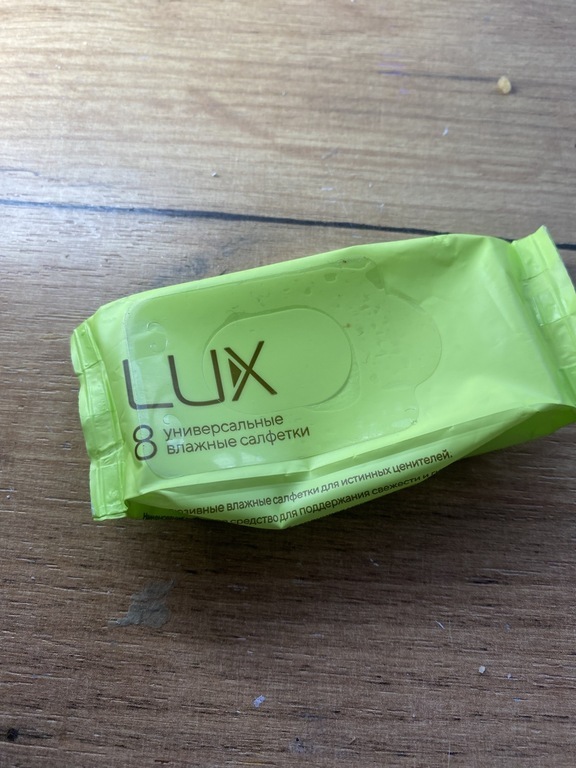 LUX
8 универсальные
влажные салфетки
влажные салфетки для истинных ценителей.
средство для поддержания свежести и